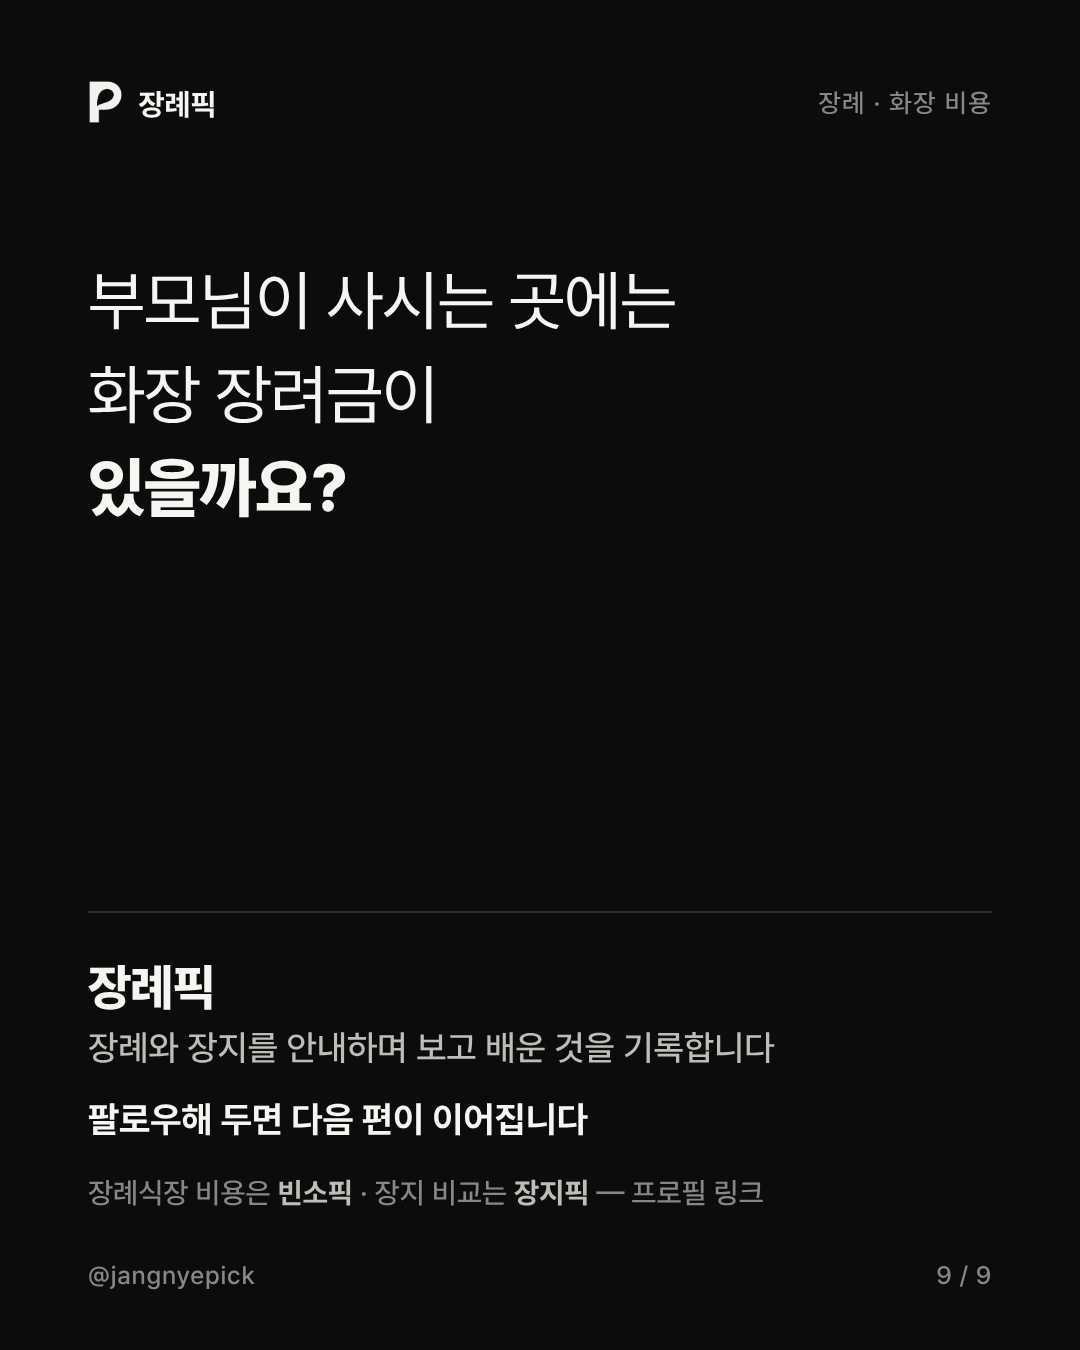 장례픽
장례 · 화장 비용
부모님이 사시는 곳에는
화장 장려금이
있을까요?
장례픽
장례와 장지를 안내하며 보고 배운 것을 기록합니다
팔로우해 두면 다음 편이 이어집니다
장례식장 비용은 빈소픽 · 장지 비교는 장지픽 — 프로필 링크
@jangnyepick
9 / 9